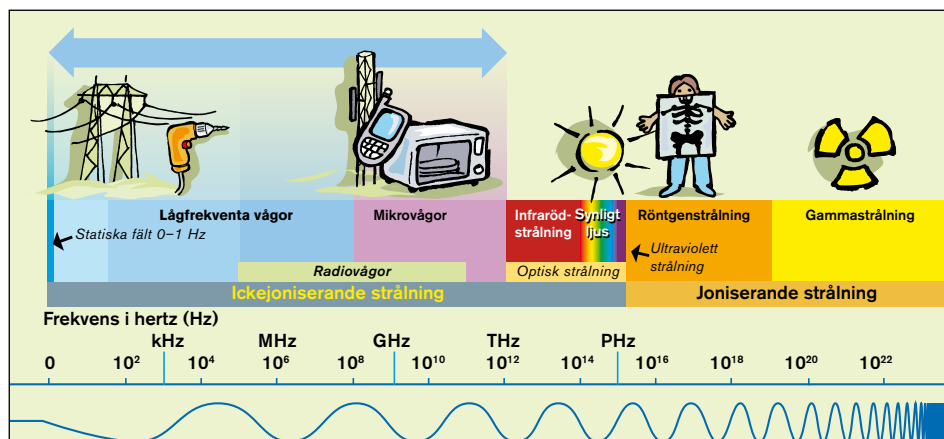 Lågfrekventa vågor
Mikrovågor
Infraröd-
strålning
Synligt
ljus
Röntgenstrålning
Gammastrålning
Statiska fält 0–1 Hz
Radiovågor
Optisk strålning
Ultraviolett
strålning
Ickejoniserande strålning
Joniserande strålning
Frekvens i hertz (Hz)
kHz MHz GHz THz PHz
0 10² 10⁴ 10⁶ 10⁸ 10¹⁰ 10¹² 10¹⁴ 10¹⁶ 10¹⁸ 10²⁰ 10²²